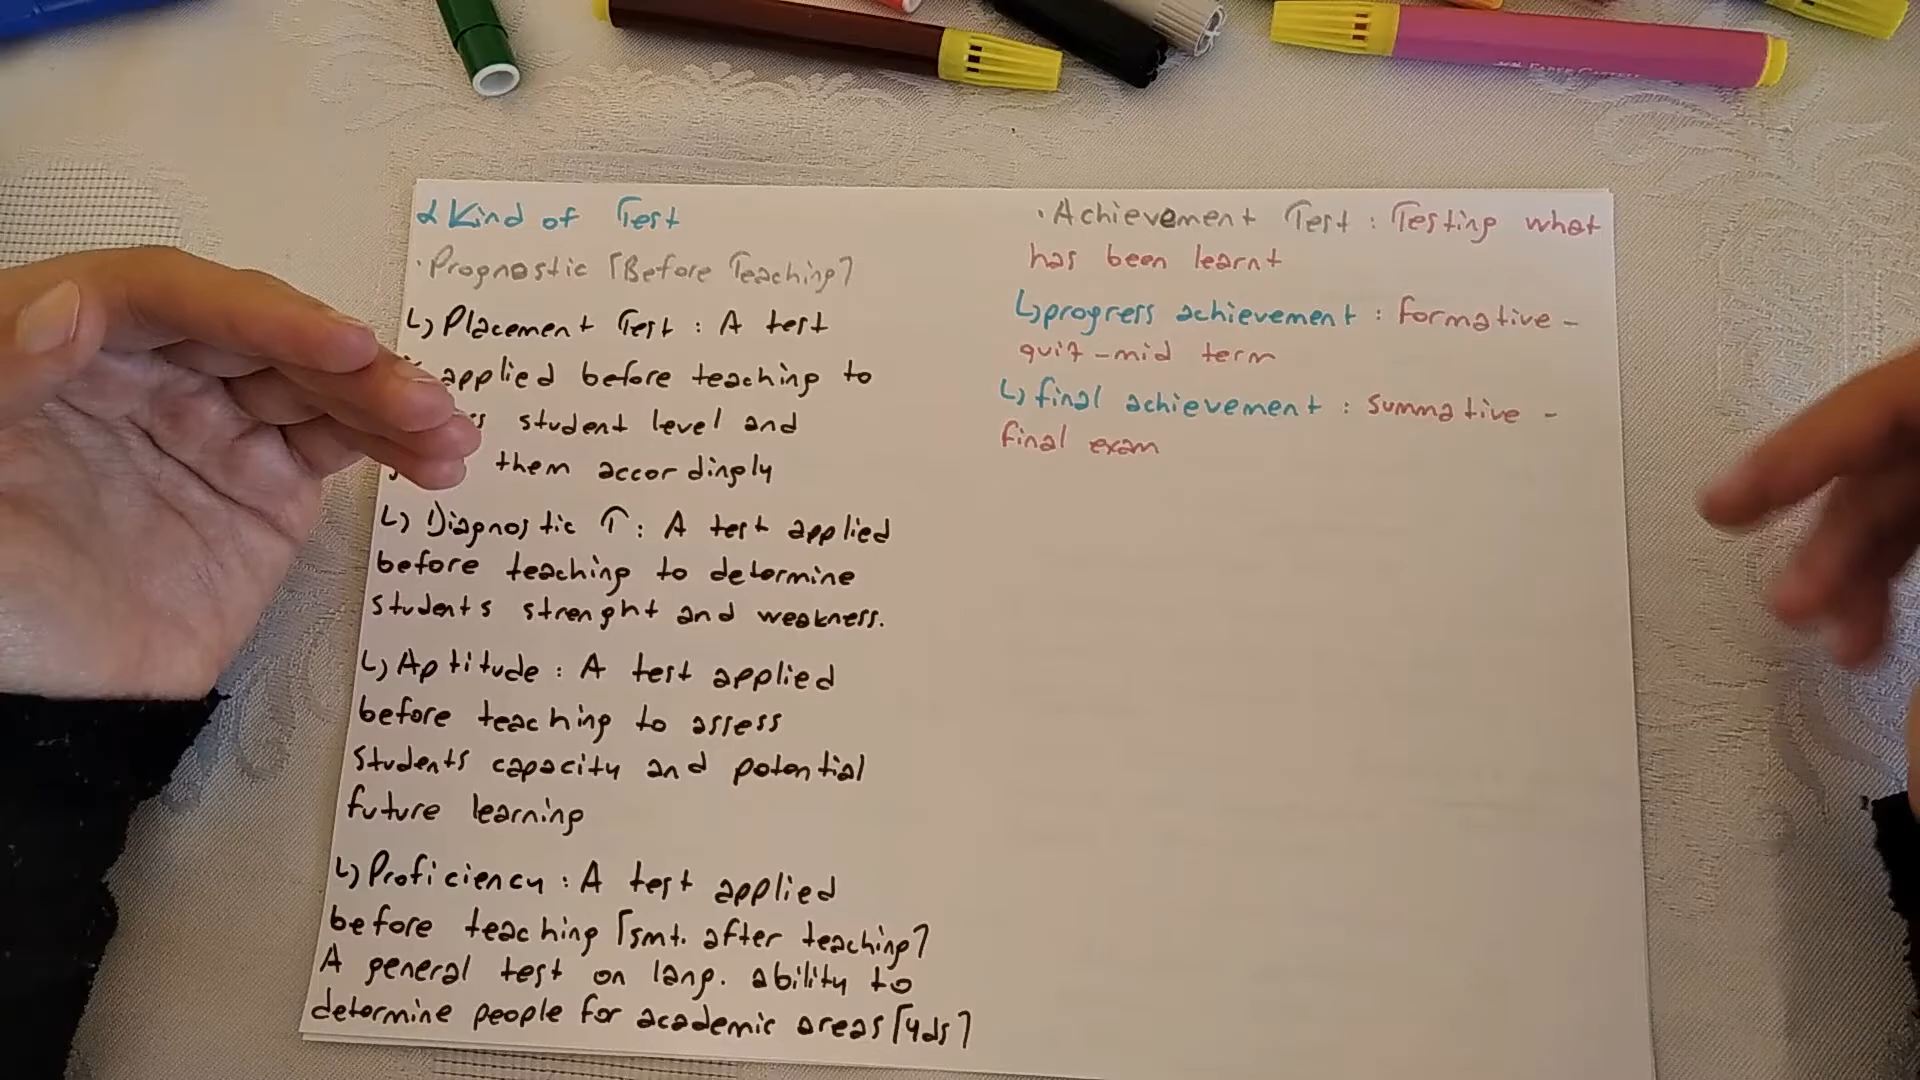 2 Kind of Test
• Prognostic [Before Teaching]
↳ Placement Test : A test
applied before teaching to
student level and
them accordingly
↳ Diagnostic T : A test applied
before teaching to determine
students strenght and weakness.
↳ Aptitude : A test applied
before teaching to assess
students capacity and potential
future learning
↳ Proficiency : A test applied
before teaching [smt. after teaching]
A general test on lang. ability to
determine people for academic areas [yds]
• Achievement Test : Testing what
has been learnt
↳ progress achievement : formative -
quiz - mid term
↳ final achievement : summative -
final exam